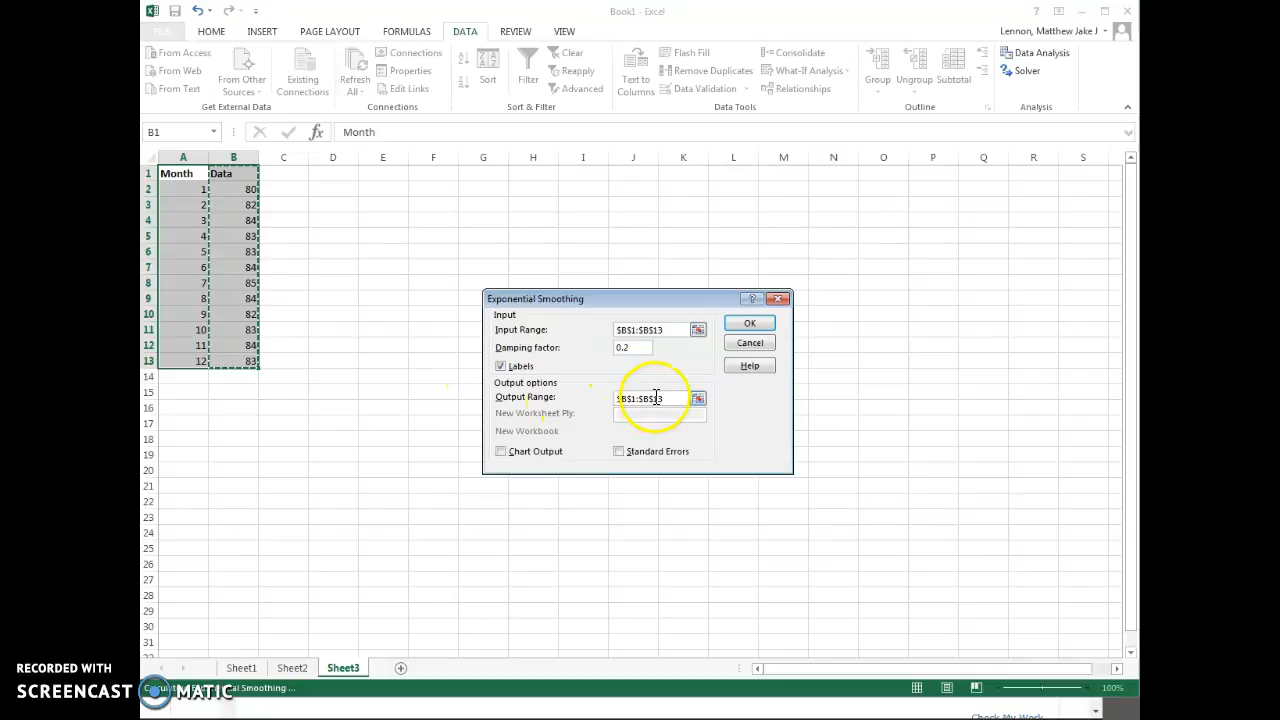 Book1 - Excel
FILE HOME INSERT PAGE LAYOUT FORMULAS DATA REVIEW VIEW
Lennon, Matthew Jake J
From Access
From Web
From Text
From Other Sources
Existing Connections
Get External Data
Refresh All
Connections
Properties
Edit Links
Connections
Sort
Filter
Clear
Reapply
Advanced
Sort & Filter
Text to Columns
Flash Fill
Remove Duplicates
Data Validation
Consolidate
What-If Analysis
Relationships
Data Tools
Group
Ungroup
Subtotal
Outline
Data Analysis
Solver
Analysis
B1 fx Month
A B C D E F G H I J K L M N O P Q R S
1 Month Data
2 1 80
3 2 82
4 3 84
5 4 83
6 5 83
7 6 84
8 7 85
9 8 84
10 9 82
11 10 83
12 11 84
13 12 83
14
15
16
17
18
19
20
21
22
23
24
25
26
27
28
29
30
31
Exponential Smoothing
Input
Input Range: $B$1:$B$13
Damping factor: 0.2
Labels
Output options
Output Range: $B$1:$B$13
New Worksheet Ply:
New Workbook
Chart Output Standard Errors
OK
Cancel
Help
Sheet1 Sheet2 Sheet3
100%
RECORDED WITH
SCREENCAST MATIC
Check My Work